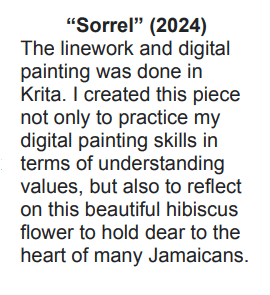 “Sorrel” (2024)
The linework and digital
painting was done in
Krita. I created this piece
not only to practice my
digital painting skills in
terms of understanding
values, but also to reflect
on this beautiful hibiscus
flower to hold dear to the
heart of many Jamaicans.